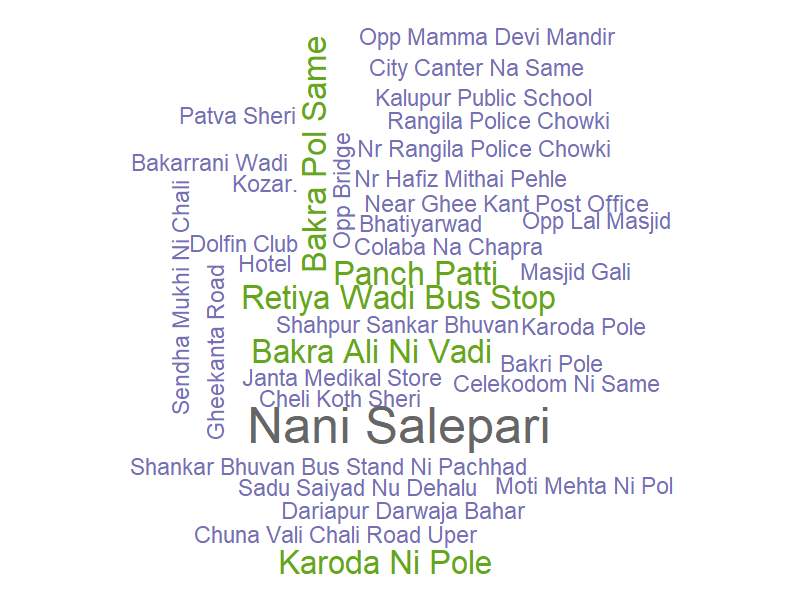 Opp Mamma Devi Mandir
City Canter Na Same
Kalupur Public School
Patva Sheri
Rangila Police Chowki
Bakra Pol Same
Opp Bridge
Nr Rangila Police Chowki
Bakarrani Wadi
Kozar.
Nr Hafiz Mithai Pehle
Sendha Mukhi Ni Chali
Near Ghee Kant Post Office
Bhatiyarwad
Opp Lal Masjid
Dolfin Club
Colaba Na Chapra
Hotel
Gheekanta Road
Panch Patti
Masjid Gali
Retiya Wadi Bus Stop
Shahpur Sankar Bhuvan
Karoda Pole
Bakra Ali Ni Vadi
Bakri Pole
Janta Medikal Store
Celekodom Ni Same
Cheli Koth Sheri
Nani Salepari
Shankar Bhuvan Bus Stand Ni Pachhad
Sadu Saiyad Nu Dehalu
Moti Mehta Ni Pol
Dariapur Darwaja Bahar
Chuna Vali Chali Road Uper
Karoda Ni Pole